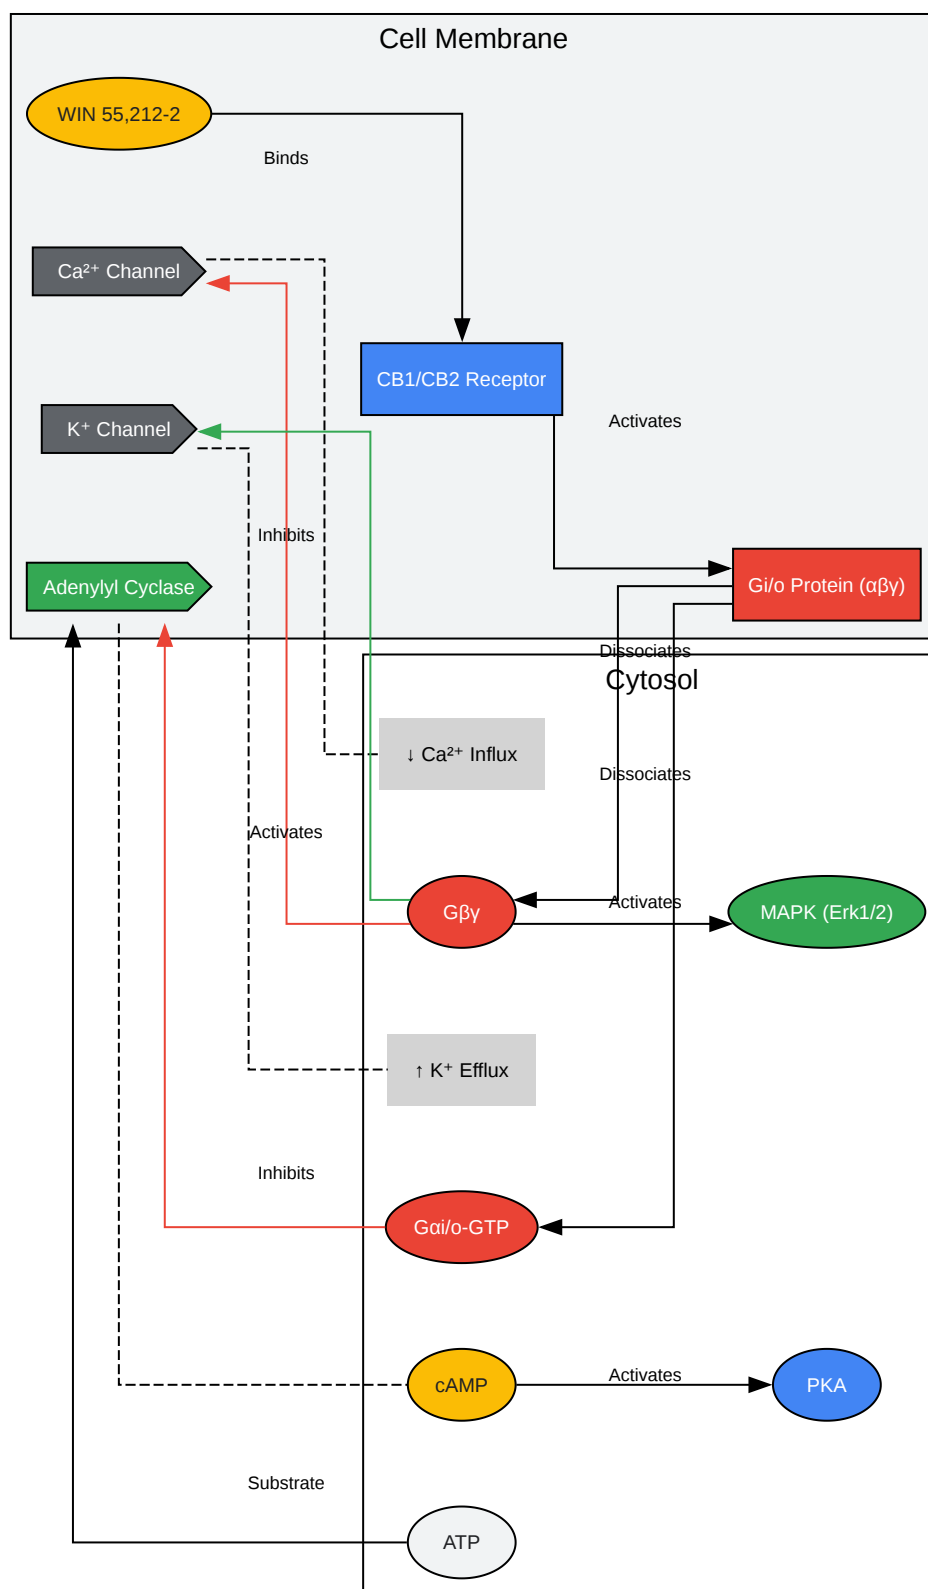 Cell Membrane
WIN 55,212-2
Binds
Ca²⁺ Channel
CB1/CB2 Receptor
Activates
K⁺ Channel
Inhibits
Adenylyl Cyclase
Gi/o Protein (αβγ)
Dissociates
Cytosol
↓ Ca²⁺ Influx
Dissociates
Activates
Activates
Gβγ
MAPK (Erk1/2)
↑ K⁺ Efflux
Inhibits
Gαi/o-GTP
Activates
cAMP
PKA
Substrate
ATP